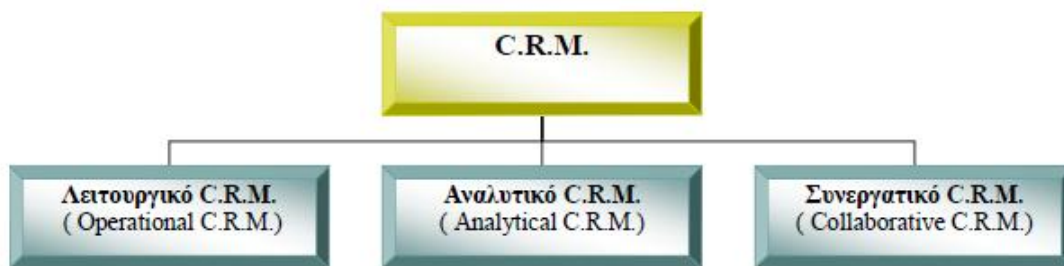 C.R.M.
Λειτουργικό C.R.M.
( Operational C.R.M.)
Αναλυτικό C.R.M.
( Analytical C.R.M.)
Συνεργατικό C.R.M.
( Collaborative C.R.M.)